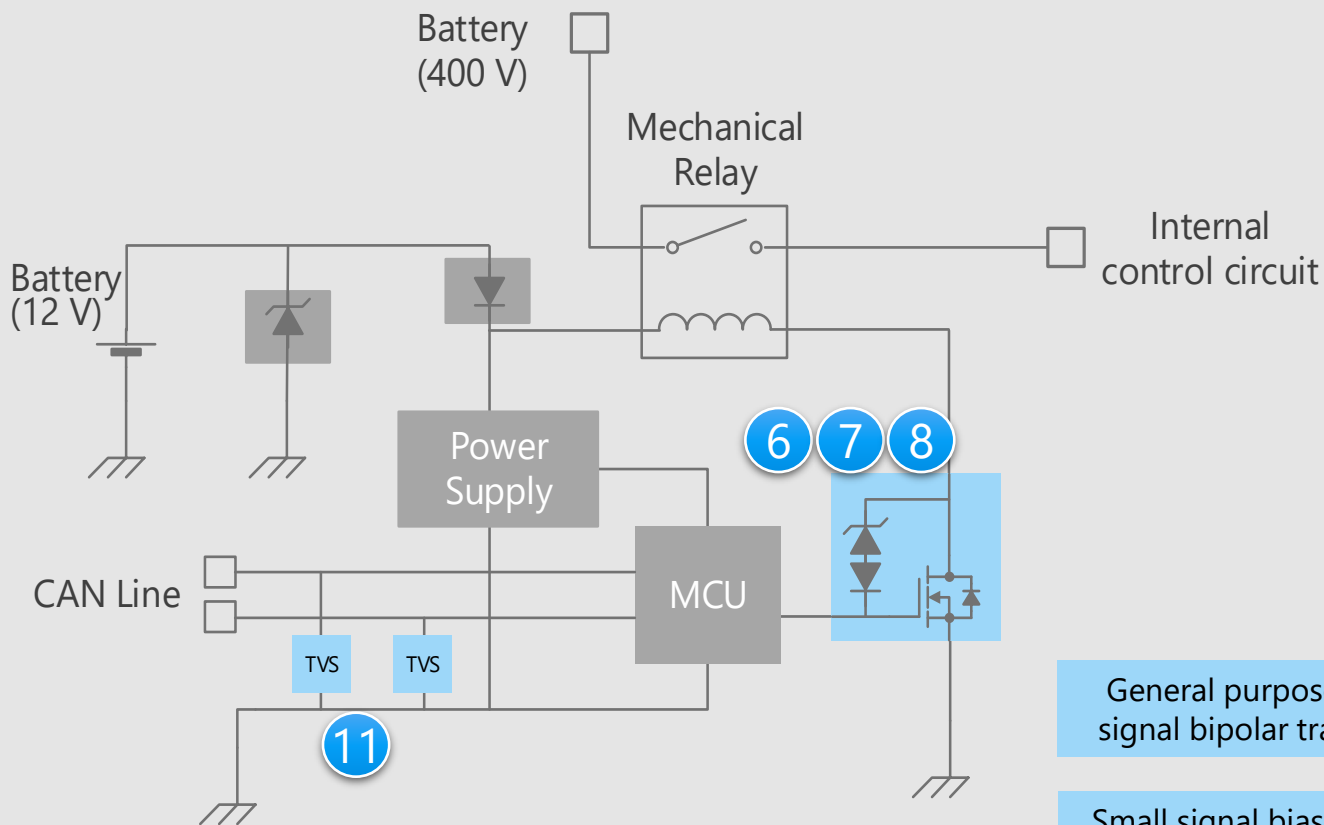 Battery
(400 V)
Mechanical
Relay
Internal
control circuit
Battery
(12 V)
6 7 8
Power
Supply
CAN Line
MCU
TVS TVS
11
General purpos
signal bipolar tra
Small signal bias